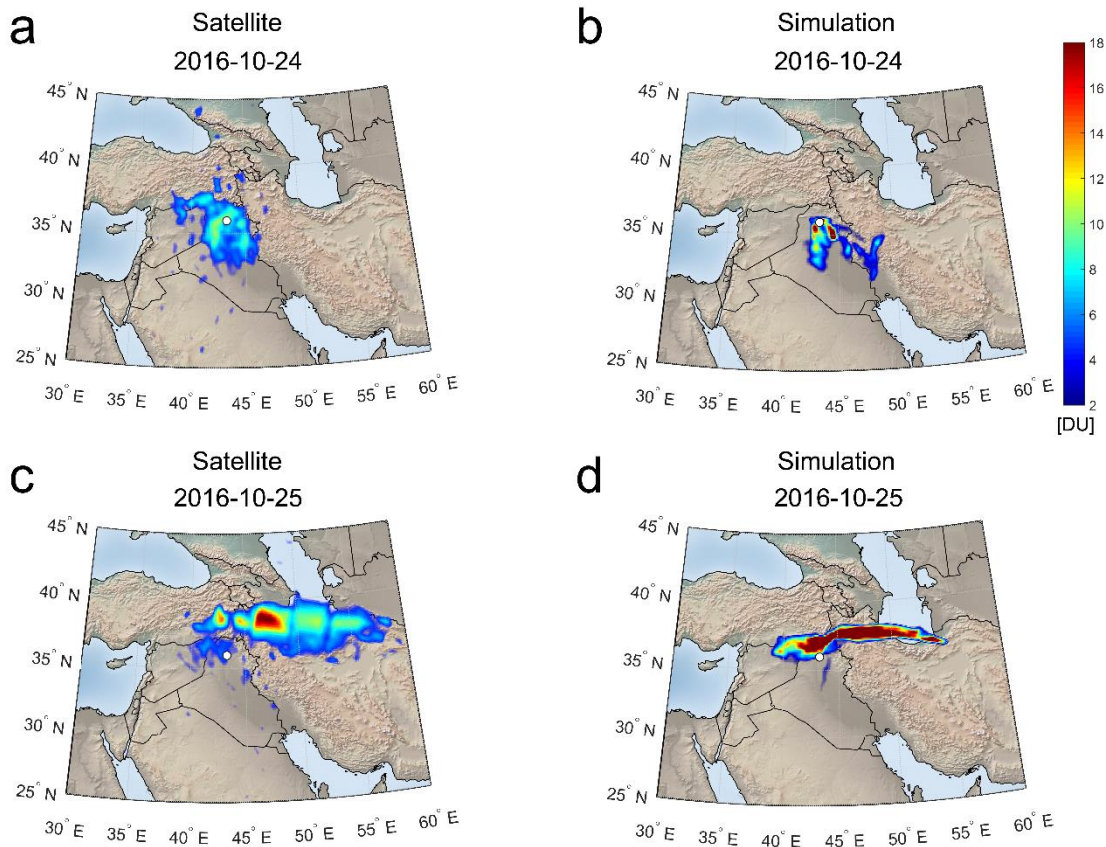 a
Satellite
2016-10-24
45° N
40° N
35° N
30° N
25° N
30° E
35° E
40° E
45° E
50° E
55° E
60° E
b
Simulation
2016-10-24
45° N
40° N
35° N
30° N
25° N
30° E
35° E
40° E
45° E
50° E
55° E
60° E
18
16
14
12
10
8
6
4
2
[DU]
c
Satellite
2016-10-25
45° N
40° N
35° N
30° N
25° N
30° E
35° E
40° E
45° E
50° E
55° E
60° E
d
Simulation
2016-10-25
45° N
40° N
35° N
30° N
25° N
30° E
35° E
40° E
45° E
50° E
55° E
60° E